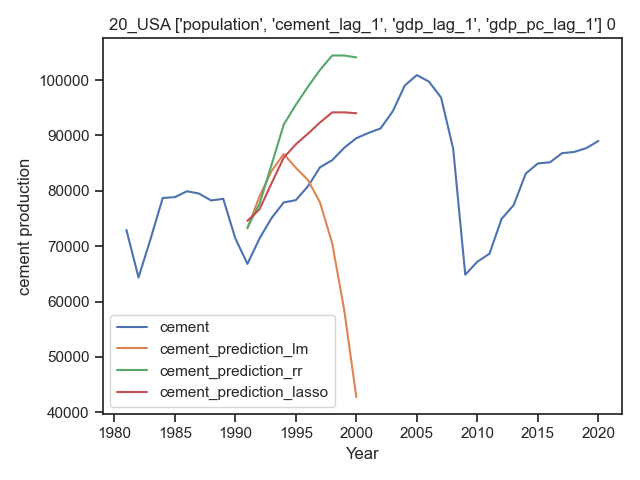 20_USA ['population', 'cement_lag_1', 'gdp_lag_1', 'gdp_pc_lag_1'] 0
cement production
100000
90000
80000
70000
60000
50000
40000
cement
cement_prediction_lm
cement_prediction_rr
cement_prediction_lasso
1980 1985 1990 1995 2000 2005 2010 2015 2020
Year